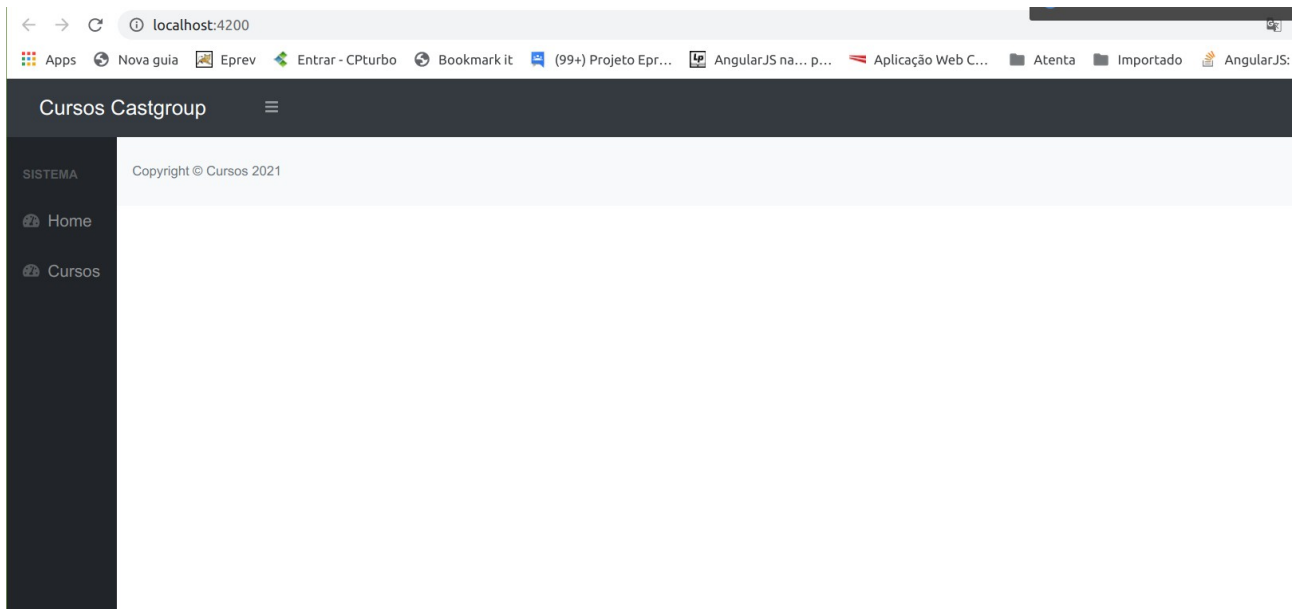 localhost:4200
Apps Nova guia Eprev Entrar - CPturbo Bookmark it (99+) Projeto Epr... AngularJS na... p... Aplicação Web C... Atenta Importado AngularJS:
Cursos Castgroup
SISTEMA
Copyright © Cursos 2021
Home
Cursos